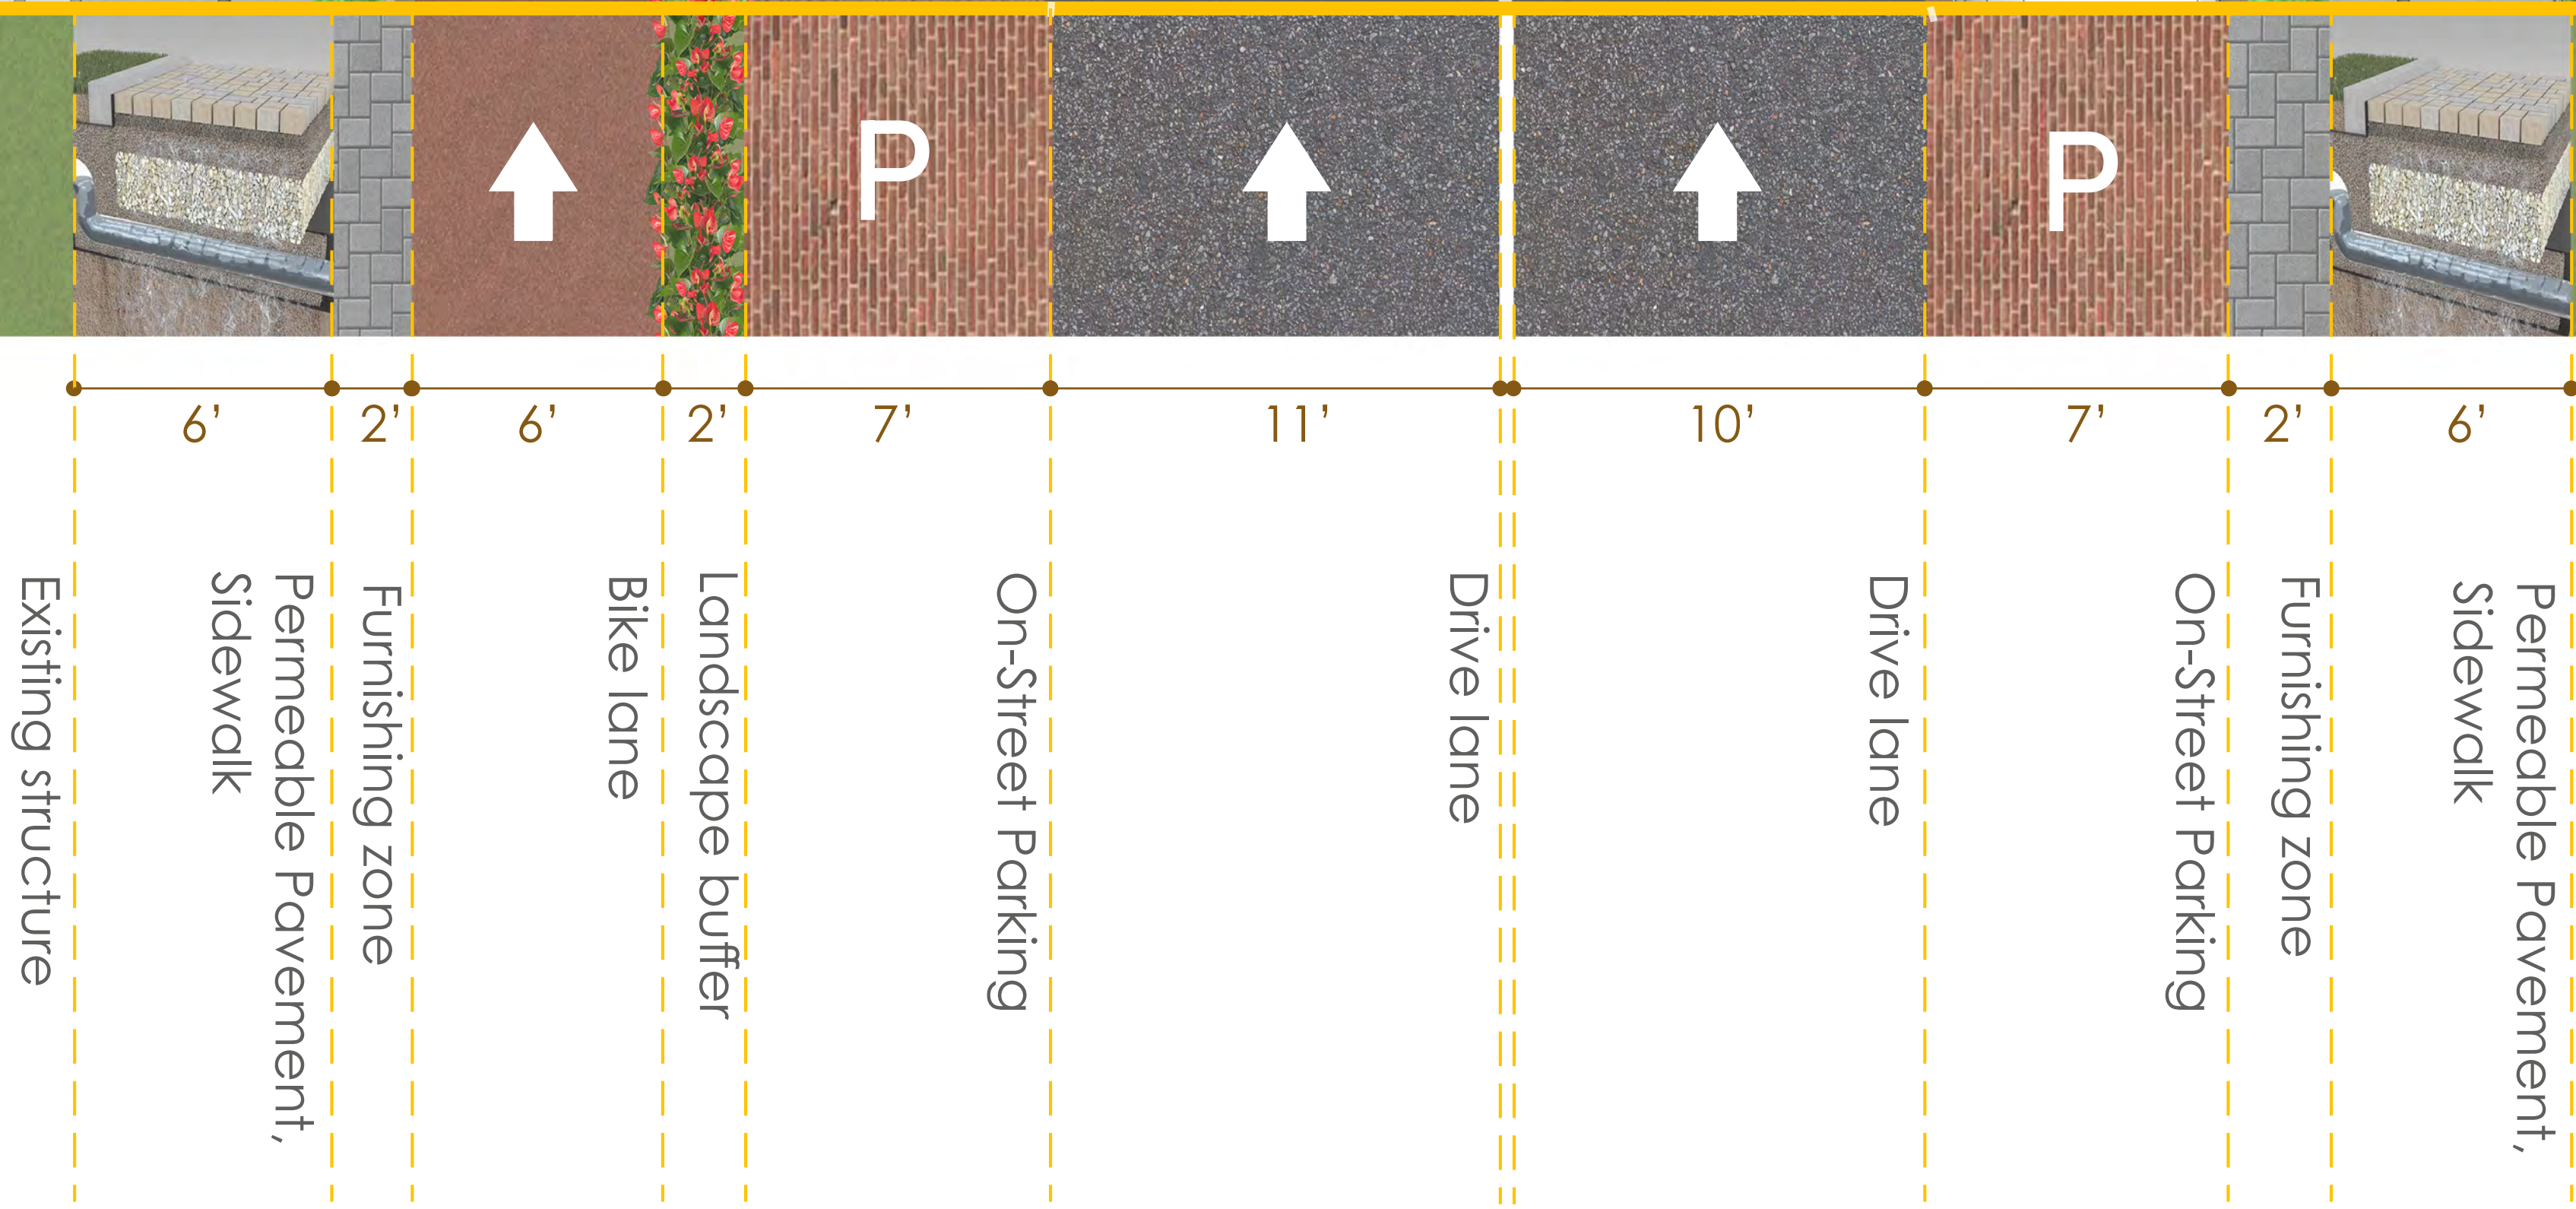 P
P
6’
2’
6’
2’
7’
11’
10’
7’
2’
6’
Existing structure
Permeable Pavement,
Sidewalk
Furnishing zone
Bike lane
Landscape buffer
On-Street Parking
Drive lane
Drive lane
On-Street Parking
Furnishing zone
Permeable Pavement,
Sidewalk